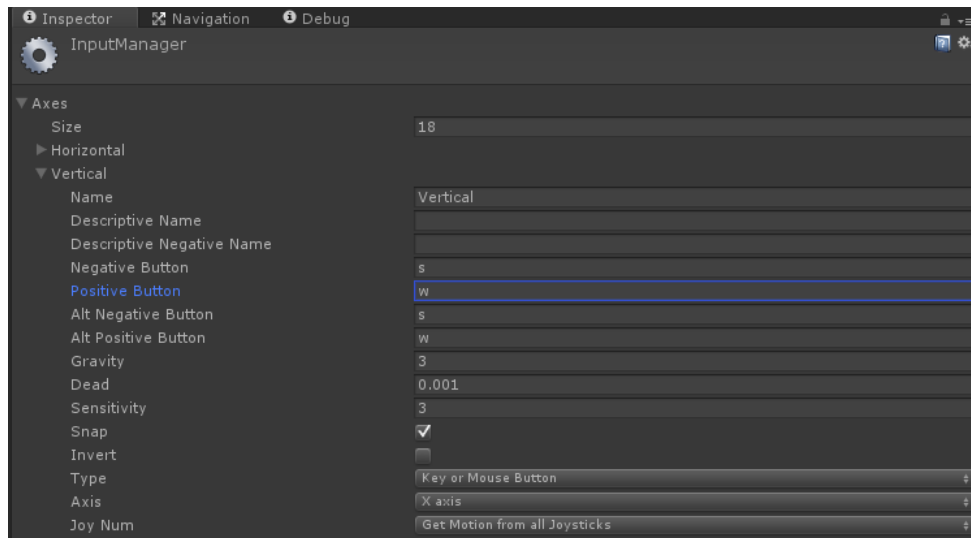 Inspector Navigation Debug
InputManager
Axes
Size 18
Horizontal
Vertical
Name Vertical
Descriptive Name
Descriptive Negative Name
Negative Button s
Positive Button w
Alt Negative Button s
Alt Positive Button w
Gravity 3
Dead 0.001
Sensitivity 3
Snap
Invert
Type Key or Mouse Button
Axis X axis
Joy Num Get Motion from all Joysticks